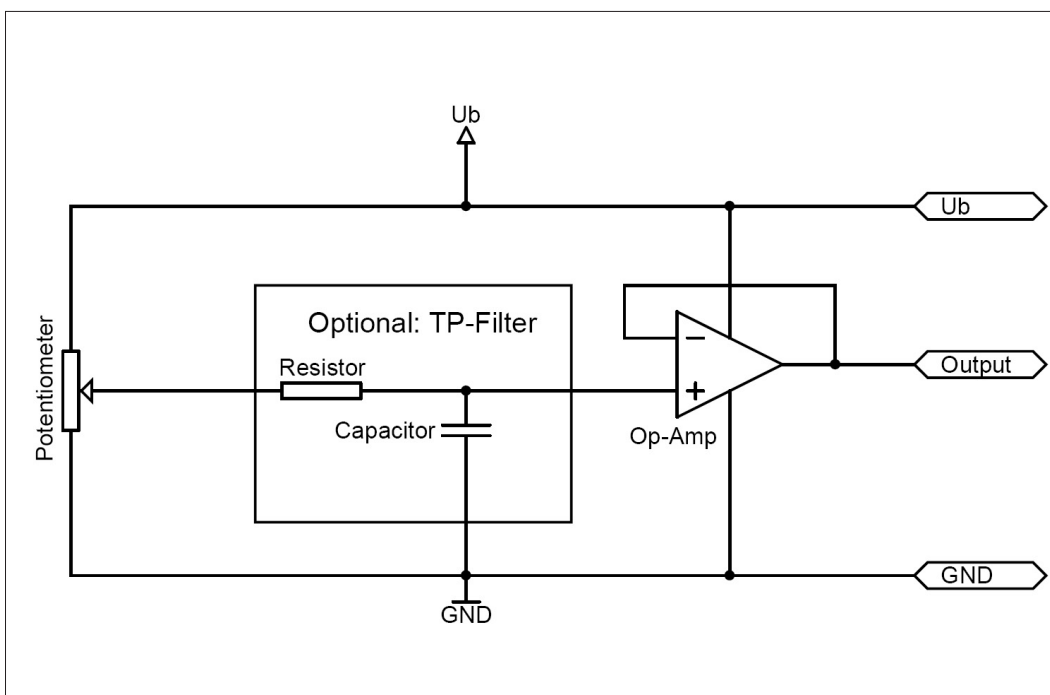 Ub
Ub
Optional: TP-Filter
Resistor
Potentiometer
Output
Capacitor
Op-Amp
GND
GND